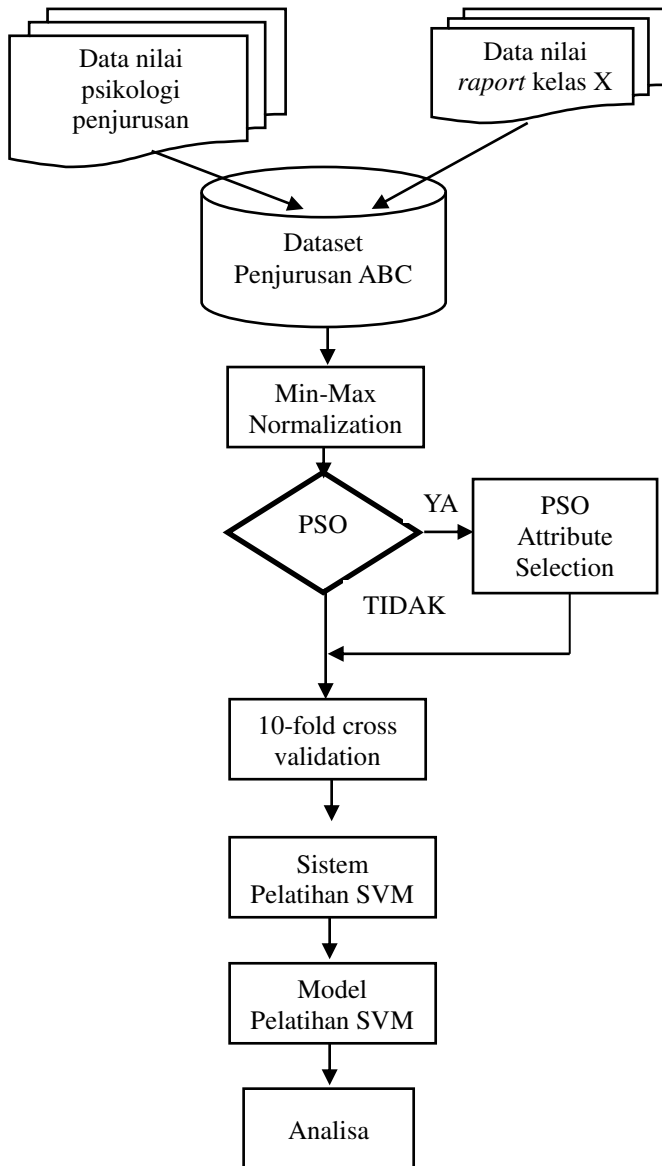 Data nilai
psikologi
penjurusan
Data nilai
raport kelas X
Dataset
Penjurusan ABC
Min-Max
Normalization
PSO
YA
PSO
Attribute
Selection
TIDAK
10-fold cross
validation
Sistem
Pelatihan SVM
Model
Pelatihan SVM
Analisa